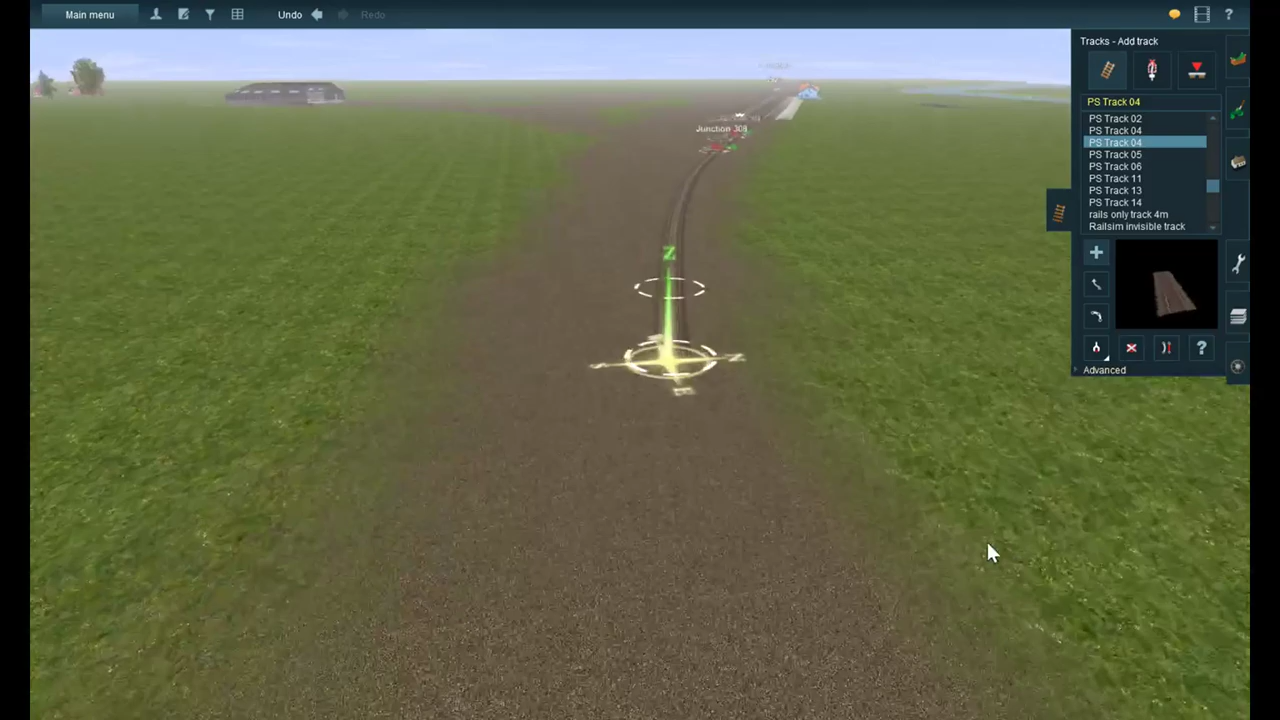 Main menu
Undo
Redo
?
Tracks - Add track
PS Track 04
PS Track 02
PS Track 04
PS Track 04
PS Track 05
PS Track 06
PS Track 11
PS Track 13
PS Track 14
rails only track 4m
Railsim invisible track
?
Advanced
Junction 308
Z